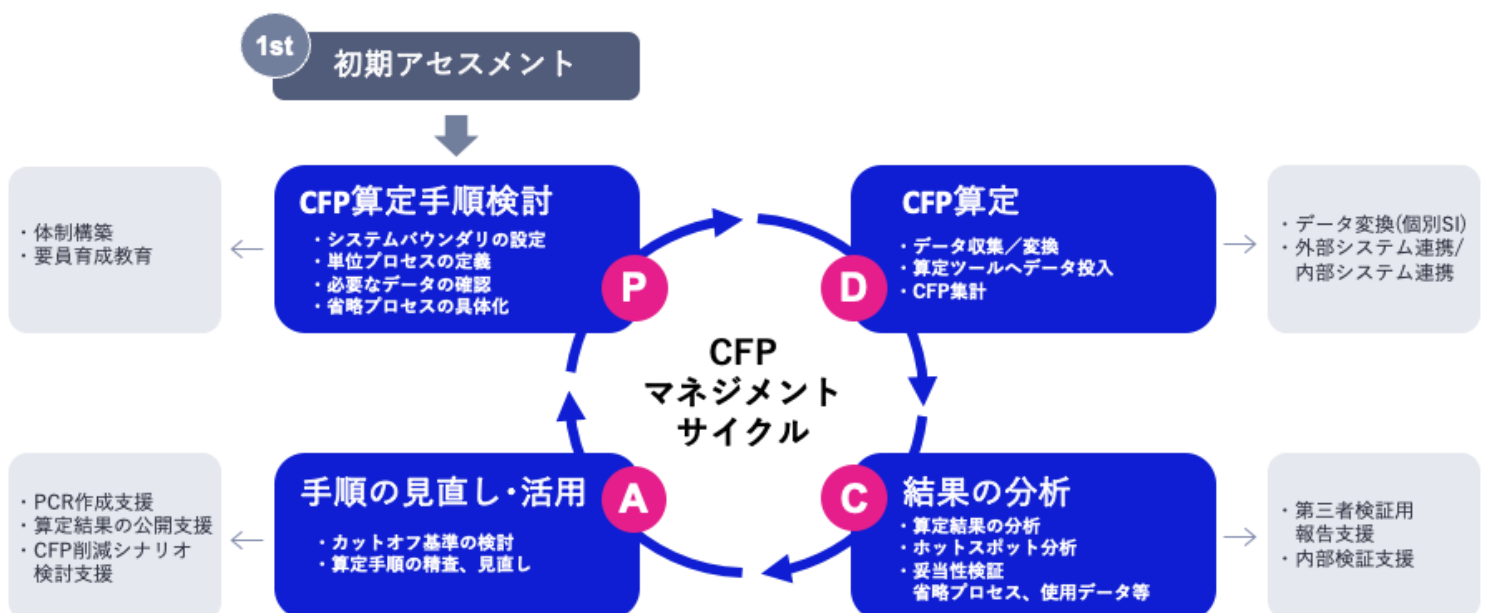 1st
初期アセスメント
・体制構築
・要員育成教育
CFP算定手順検討
・システムバウンダリの設定
・単位プロセスの定義
・必要なデータの確認
・省略プロセスの具体化
P
CFP算定
・データ収集／変換
・算定ツールへデータ投入
・CFP集計
D
・データ変換(個別SI)
・外部システム連携/
内部システム連携
CFP
マネジメント
サイクル
・PCR作成支援
・算定結果の公開支援
・CFP削減シナリオ
検討支援
手順の見直し・活用
・カットオフ基準の検討
・算定手順の精査、見直し
A
C
結果の分析
・算定結果の分析
・ホットスポット分析
・妥当性検証
省略プロセス、使用データ等
・第三者検証用
報告支援
・内部検証支援